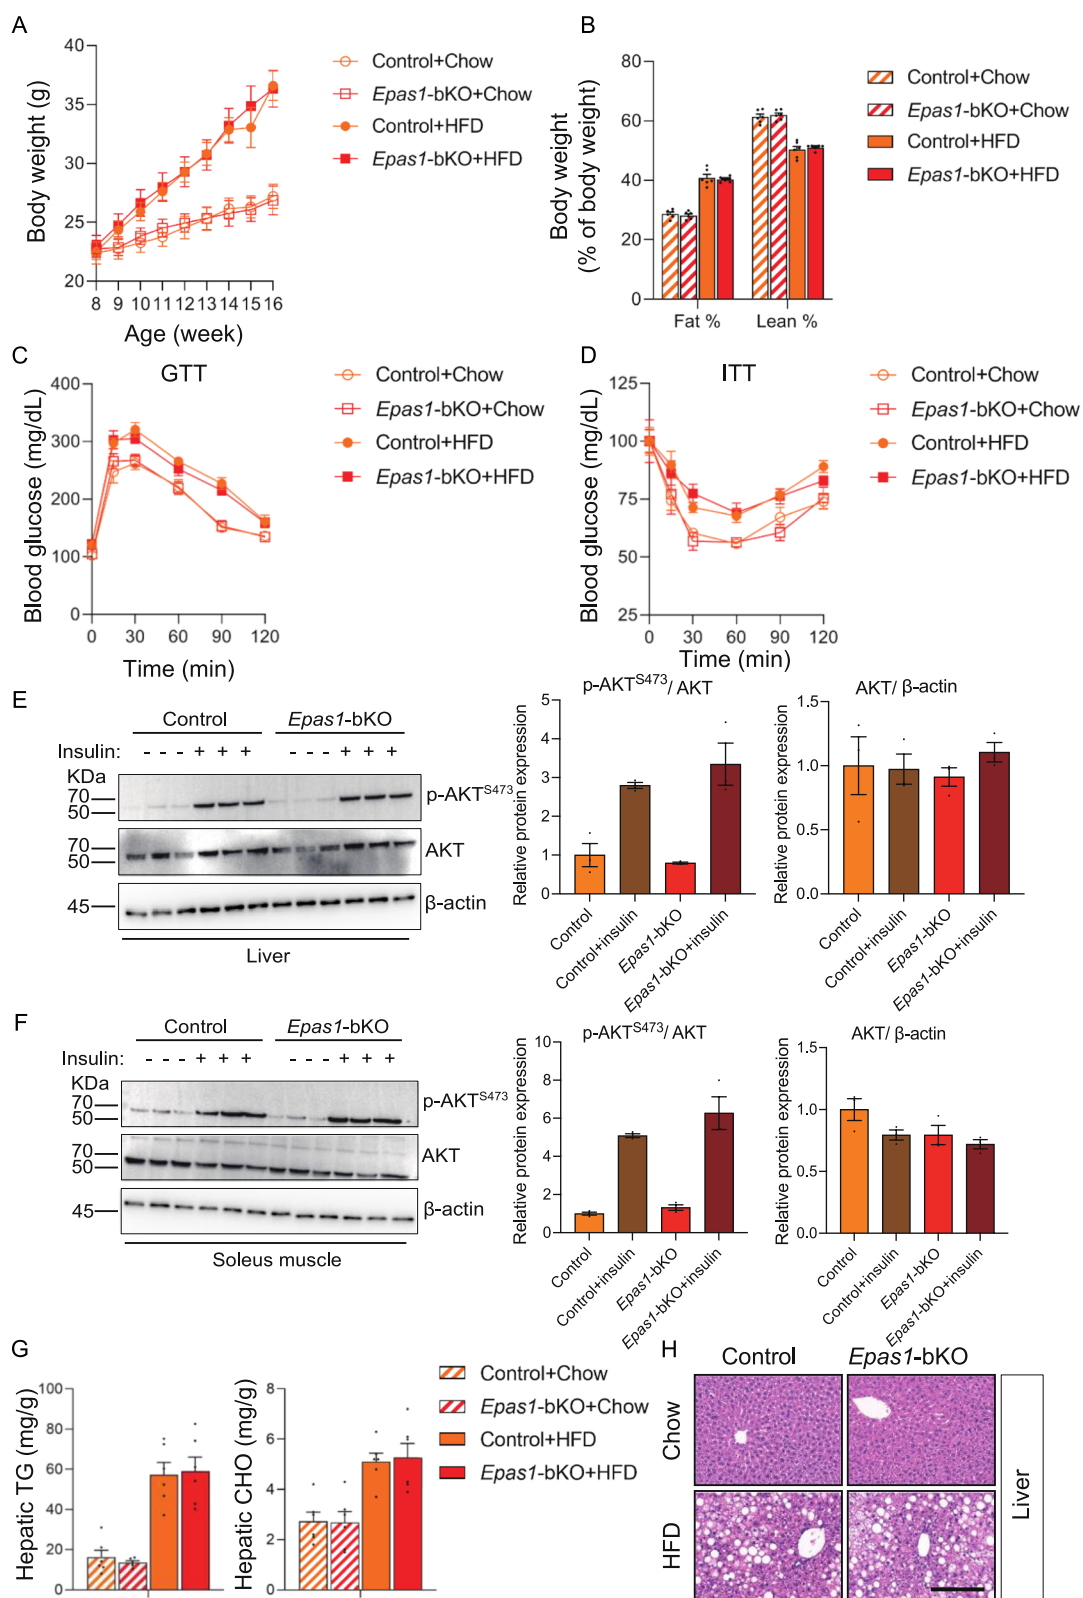 A
Body weight (g)
40
35
30
25
20
8 9 10 11 12 13 14 15 16
Age (week)
Control+Chow
Epas1-bKO+Chow
Control+HFD
Epas1-bKO+HFD
B
Body weight
(% of body weight)
80
60
40
20
0
Fat % Lean %
Control+Chow
Epas1-bKO+Chow
Control+HFD
Epas1-bKO+HFD
C
GTT
Blood glucose (mg/dL)
400
300
200
100
0
0 30 60 90 120
Time (min)
Control+Chow
Epas1-bKO+Chow
Control+HFD
Epas1-bKO+HFD
D
ITT
Blood glucose (mg/dL)
125
100
75
50
25
0 30 60 90 120
Time (min)
Control+Chow
Epas1-bKO+Chow
Control+HFD
Epas1-bKO+HFD
E
Control Epas1-bKO
Insulin: - - - + + + - - - + + +
KDa
70
50
p-AKTS473
70
50
AKT
45
β-actin
Liver
p-AKTS473/ AKT
Relative protein expression
5
4
3
2
1
0
Control
Control+insulin
Epas1-bKO
Epas1-bKO+insulin
AKT/ β-actin
Relative protein expression
1.5
1.0
0.5
0.0
Control
Control+insulin
Epas1-bKO
Epas1-bKO+insulin
F
Control Epas1-bKO
Insulin: - - - + + + - - - + + +
KDa
70
50
p-AKTS473
70
50
AKT
45
β-actin
Soleus muscle
p-AKTS473/ AKT
Relative protein expression
10
8
6
4
2
0
Control
Control+insulin
Epas1-bKO
Epas1-bKO+insulin
AKT/ β-actin
Relative protein expression
1.5
1.0
0.5
0.0
Control
Control+insulin
Epas1-bKO
Epas1-bKO+insulin
G
Hepatic TG (mg/g)
100
80
60
40
20
0
Hepatic CHO (mg/g)
8
6
4
2
0
Control+Chow
Epas1-bKO+Chow
Control+HFD
Epas1-bKO+HFD
H
Control Epas1-bKO
Chow
HFD
Liver